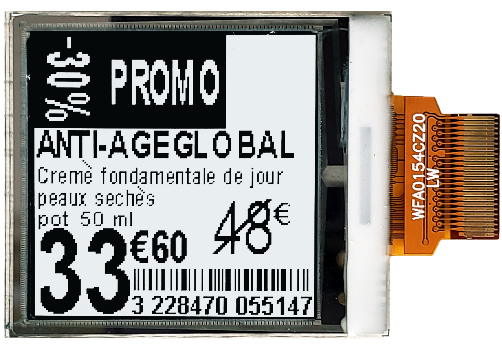 -30%
PROMO
ANTI-AGEGLOBAL
Creme fondamentale de jour
peaux sechès
pot 50 ml
48€
33€60
3 228470 055147
WFA0154CZ20
LW